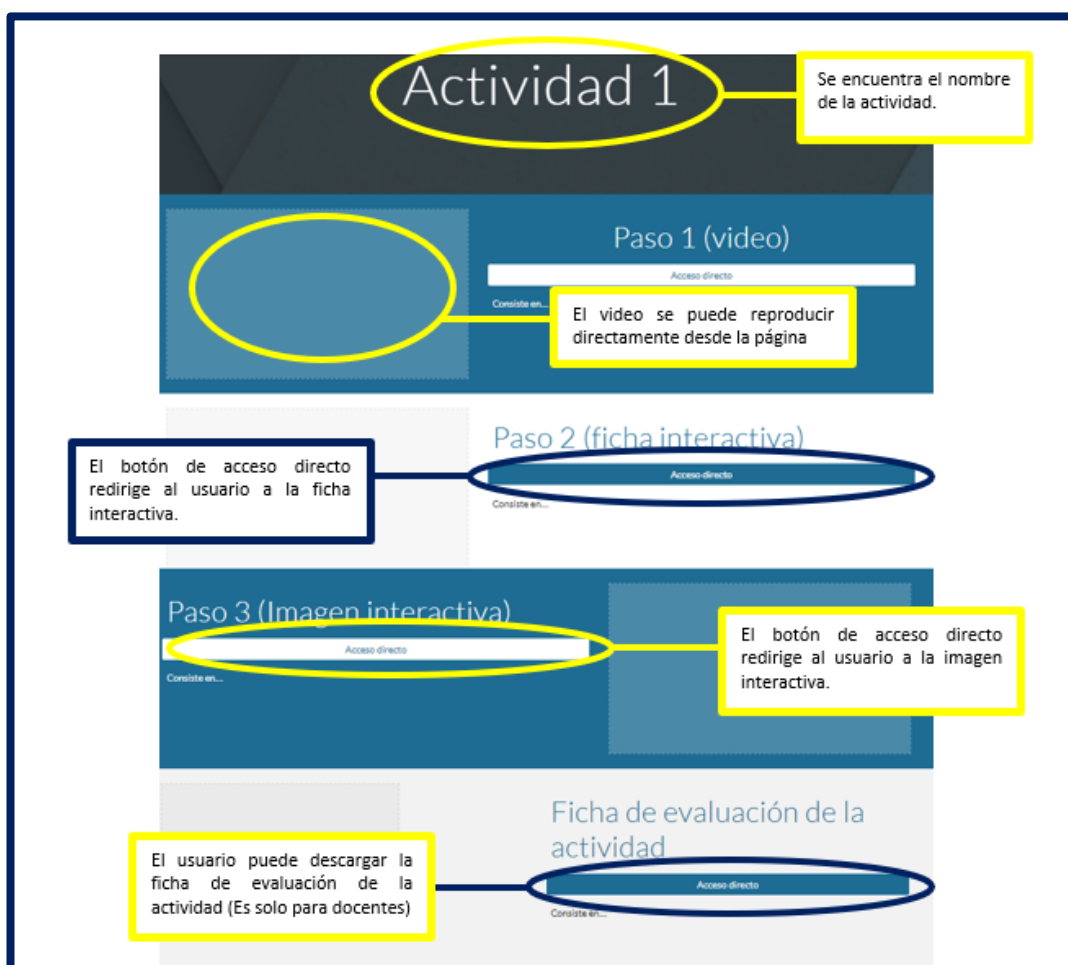 Actividad 1
Se encuentra el nombre
de la actividad.
Paso 1 (video)
Acceso directo
Consiste en...
El video se puede reproducir
directamente desde la página
Paso 2 (ficha interactiva)
Acceso directo
Consiste en...
El botón de acceso directo
redirige al usuario a la ficha
interactiva.
Paso 3 (Imagen interactiva)
Acceso directo
Consiste en...
El botón de acceso directo
redirige al usuario a la imagen
interactiva.
Ficha de evaluación de la
actividad
Acceso directo
Consiste en...
El usuario puede descargar la
ficha de evaluación de la
actividad (Es solo para docentes)